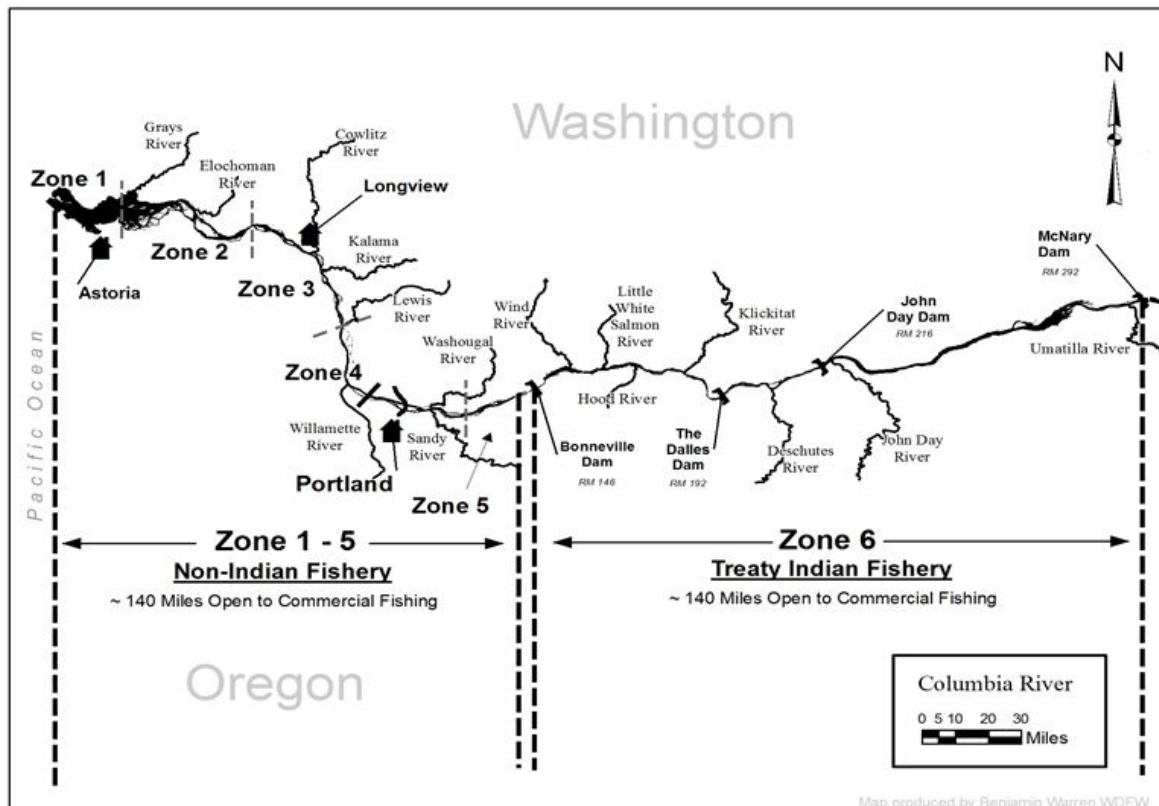 N
Washington
Grays
River
Cowlitz
River
Elochoman
River
Zone 1
Longview
Zone 2
Astoria
Kalama
River
Zone 3
Lewis
River
Washougal
River
Wind
River
Little
White
Salmon
River
Klickitat
River
John
Day Dam
RM 216
McNary
Dam
RM 292
Umatilla River
Pacific Ocean
Zone 4
Willamette
River
Sandy
River
Portland
Zone 5
Hood River
Bonneville
Dam
RM 146
The
Dalles
Dam
RM 192
Deschutes
River
John Day
River
Zone 1 - 5
Non-Indian Fishery
~ 140 Miles Open to Commercial Fishing
Zone 6
Treaty Indian Fishery
~ 140 Miles Open to Commercial Fishing
Oregon
Columbia River
0 5 10 20 30
Miles
Map produced by Benjamin Warren WDFW